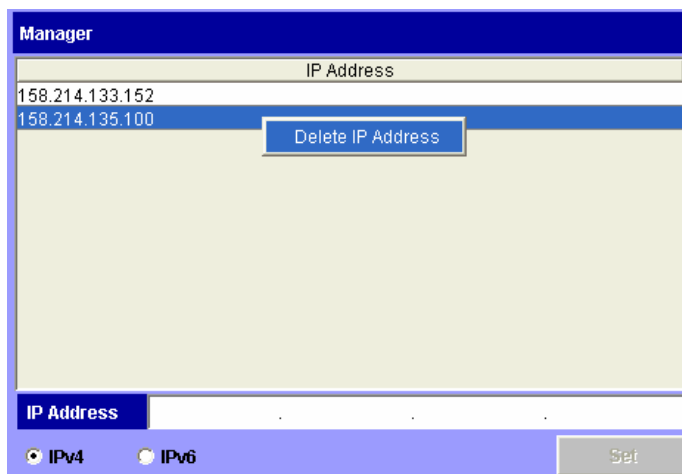 Manager
IP Address
158.214.133.152
158.214.135.100
Delete IP Address
IP Address . . .
IPv4 IPv6 Set